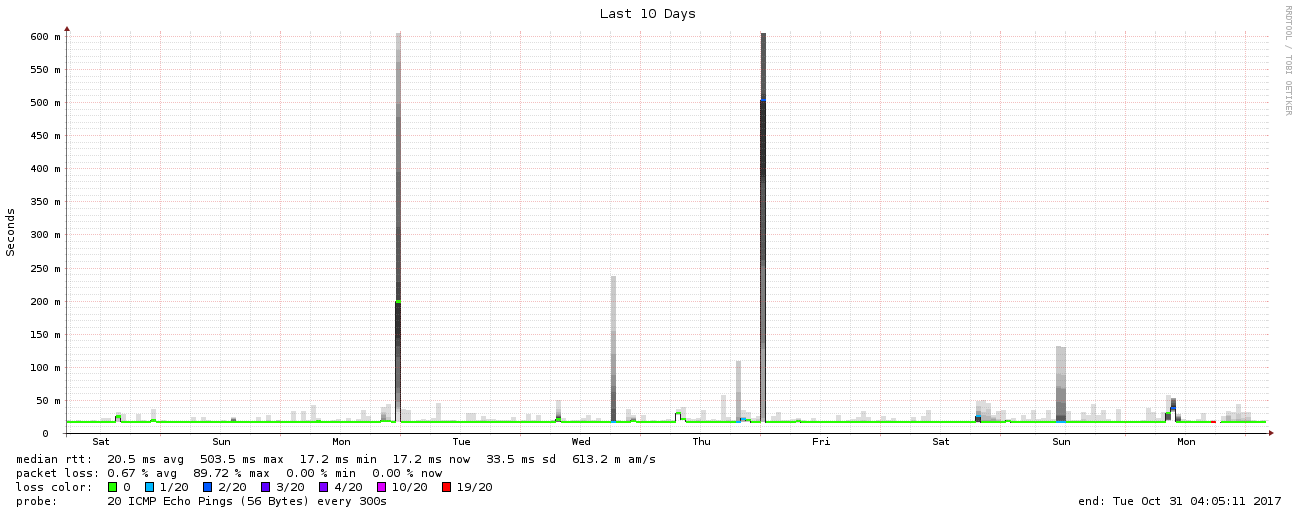 Last 10 Days
RRDTOOL / TOBI OETIKER
Seconds
600 m
550 m
500 m
450 m
400 m
350 m
300 m
250 m
200 m
150 m
100 m
50 m
0
Sat Sun Mon Tue Wed Thu Fri Sat Sun Mon
median rtt: 20.5 ms avg 503.5 ms max 17.2 ms min 17.2 ms now 33.5 ms sd 613.2 m am/s
packet loss: 0.67 % avg 89.72 % max 0.00 % min 0.00 % now
loss color: 0 1/20 2/20 3/20 4/20 10/20 19/20
probe: 20 ICMP Echo Pings (56 Bytes) every 300s end: Tue Oct 31 04:05:11 2017